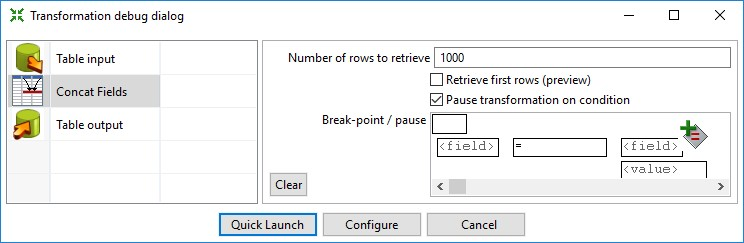 Transformation debug dialog
Table input
Concat Fields
Table output
Number of rows to retrieve 1000
Retrieve first rows (preview)
Pause transformation on condition
Break-point / pause
<field> = <field>
<value>
Clear
Quick Launch Configure Cancel